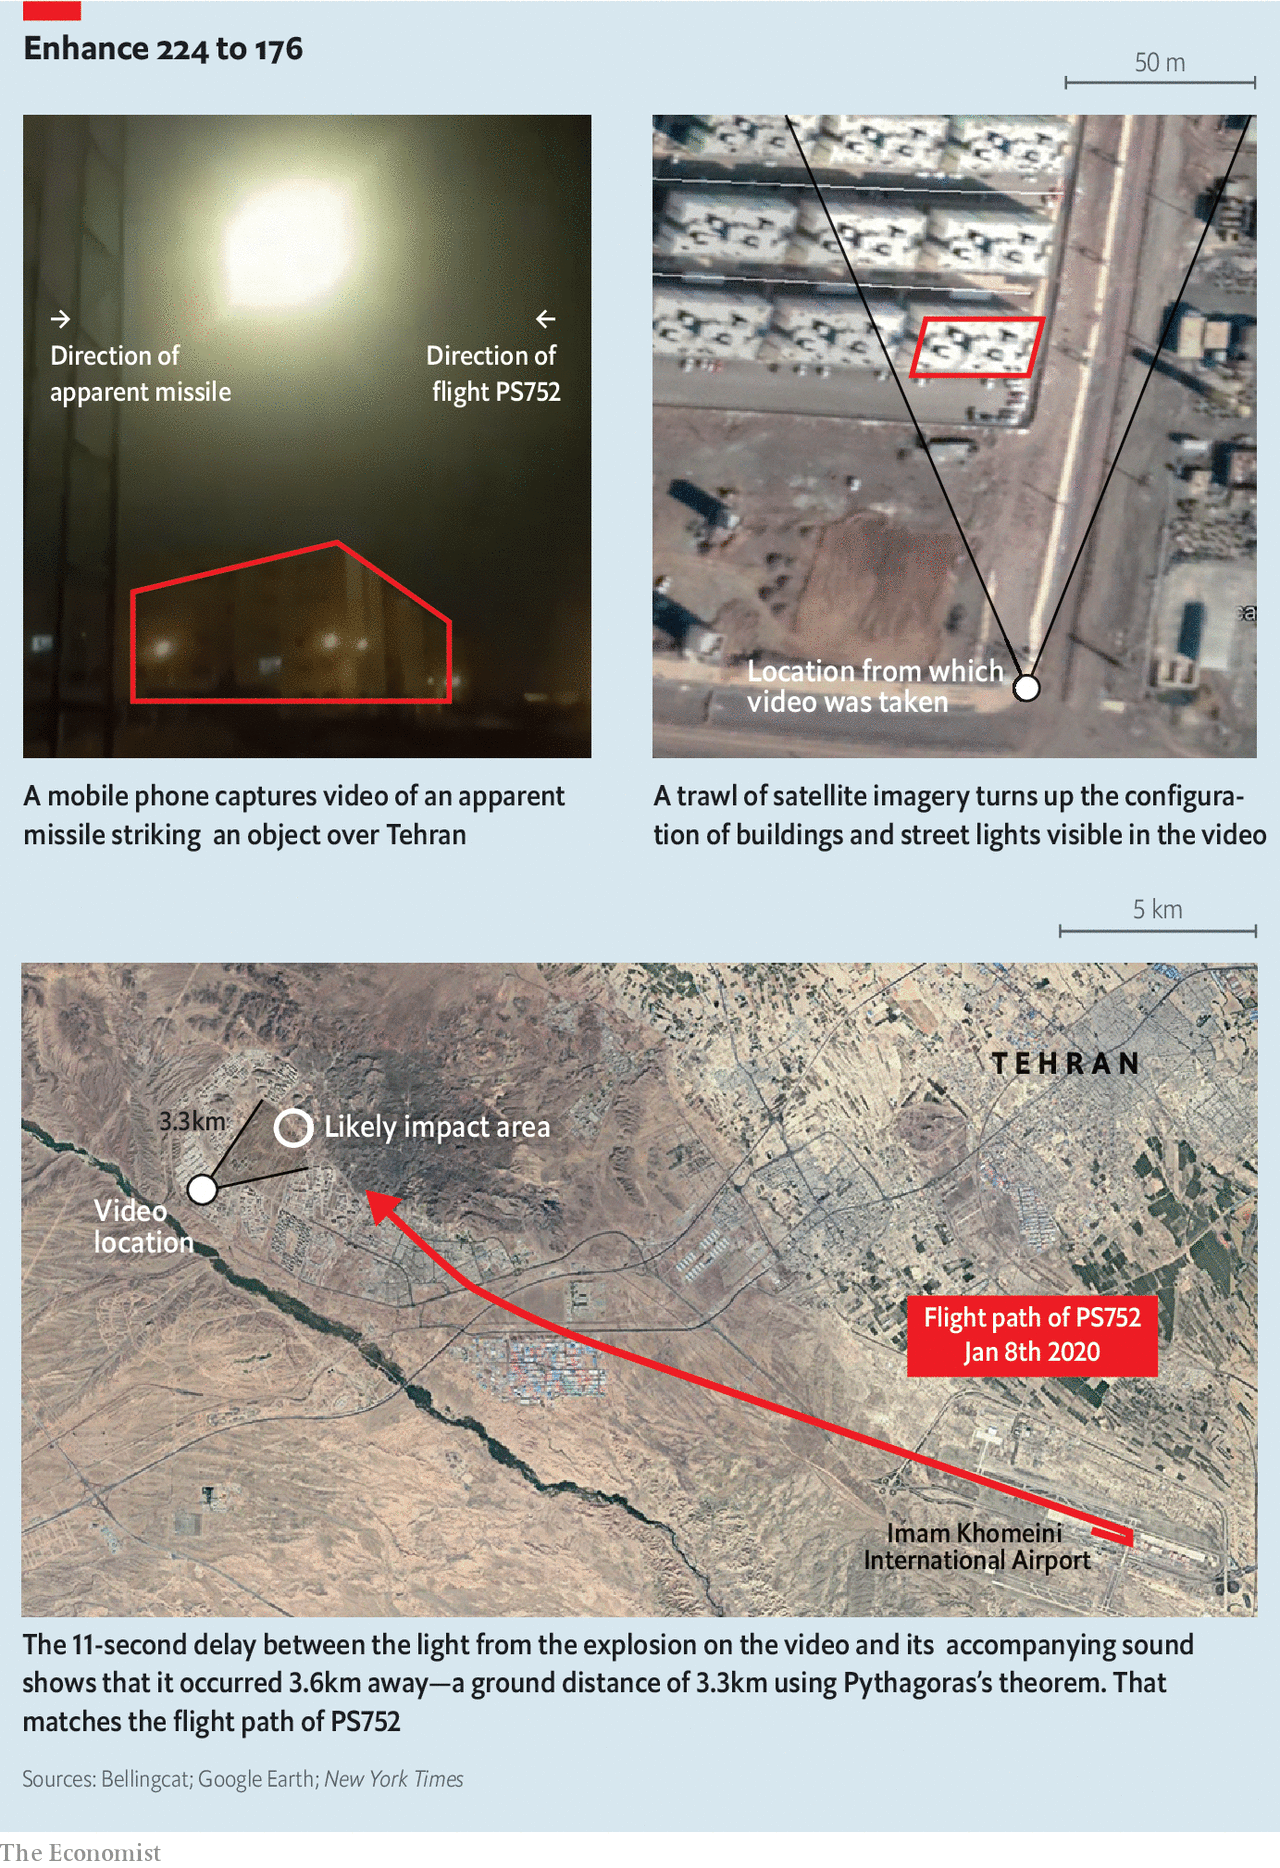 Enhance 224 to 176
50 m
Direction of
apparent missile
Direction of
flight PS752
Location from which
video was taken
A mobile phone captures video of an apparent
missile striking an object over Tehran
A trawl of satellite imagery turns up the configura-
tion of buildings and street lights visible in the video
5 km
TEHRAN
3.3km
Likely impact area
Video
location
Flight path of PS752
Jan 8th 2020
Imam Khomeini
International Airport
The 11-second delay between the light from the explosion on the video and its accompanying sound
shows that it occurred 3.6km away—a ground distance of 3.3km using Pythagoras's theorem. That
matches the flight path of PS752
Sources: Bellingcat; Google Earth; New York Times
The Economist